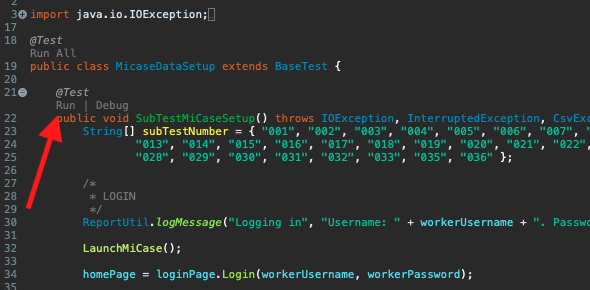 2
3 import java.io.IOException;
17
18 @Test
Run All
19 public class MicaseDataSetup extends BaseTest {
20
21 @Test
Run | Debug
22 public void SubTestMiCaseSetup() throws IOException, InterruptedException, CsvExc
23 String[] subTestNumber = { "001", "002", "003", "004", "005", "006", "007", "
24 "013", "014", "015", "016", "017", "018", "019", "020", "021", "022",
25 "028", "029", "030", "031", "032", "033", "035", "036" };
26
27 /*
28 * LOGIN
29 */
30 ReportUtil.logMessage("Logging in", "Username: " + workerUsername + ". Passwo
31
32 LaunchMiCase();
33
34 homePage = loginPage.Login(workerUsername, workerPassword);
35